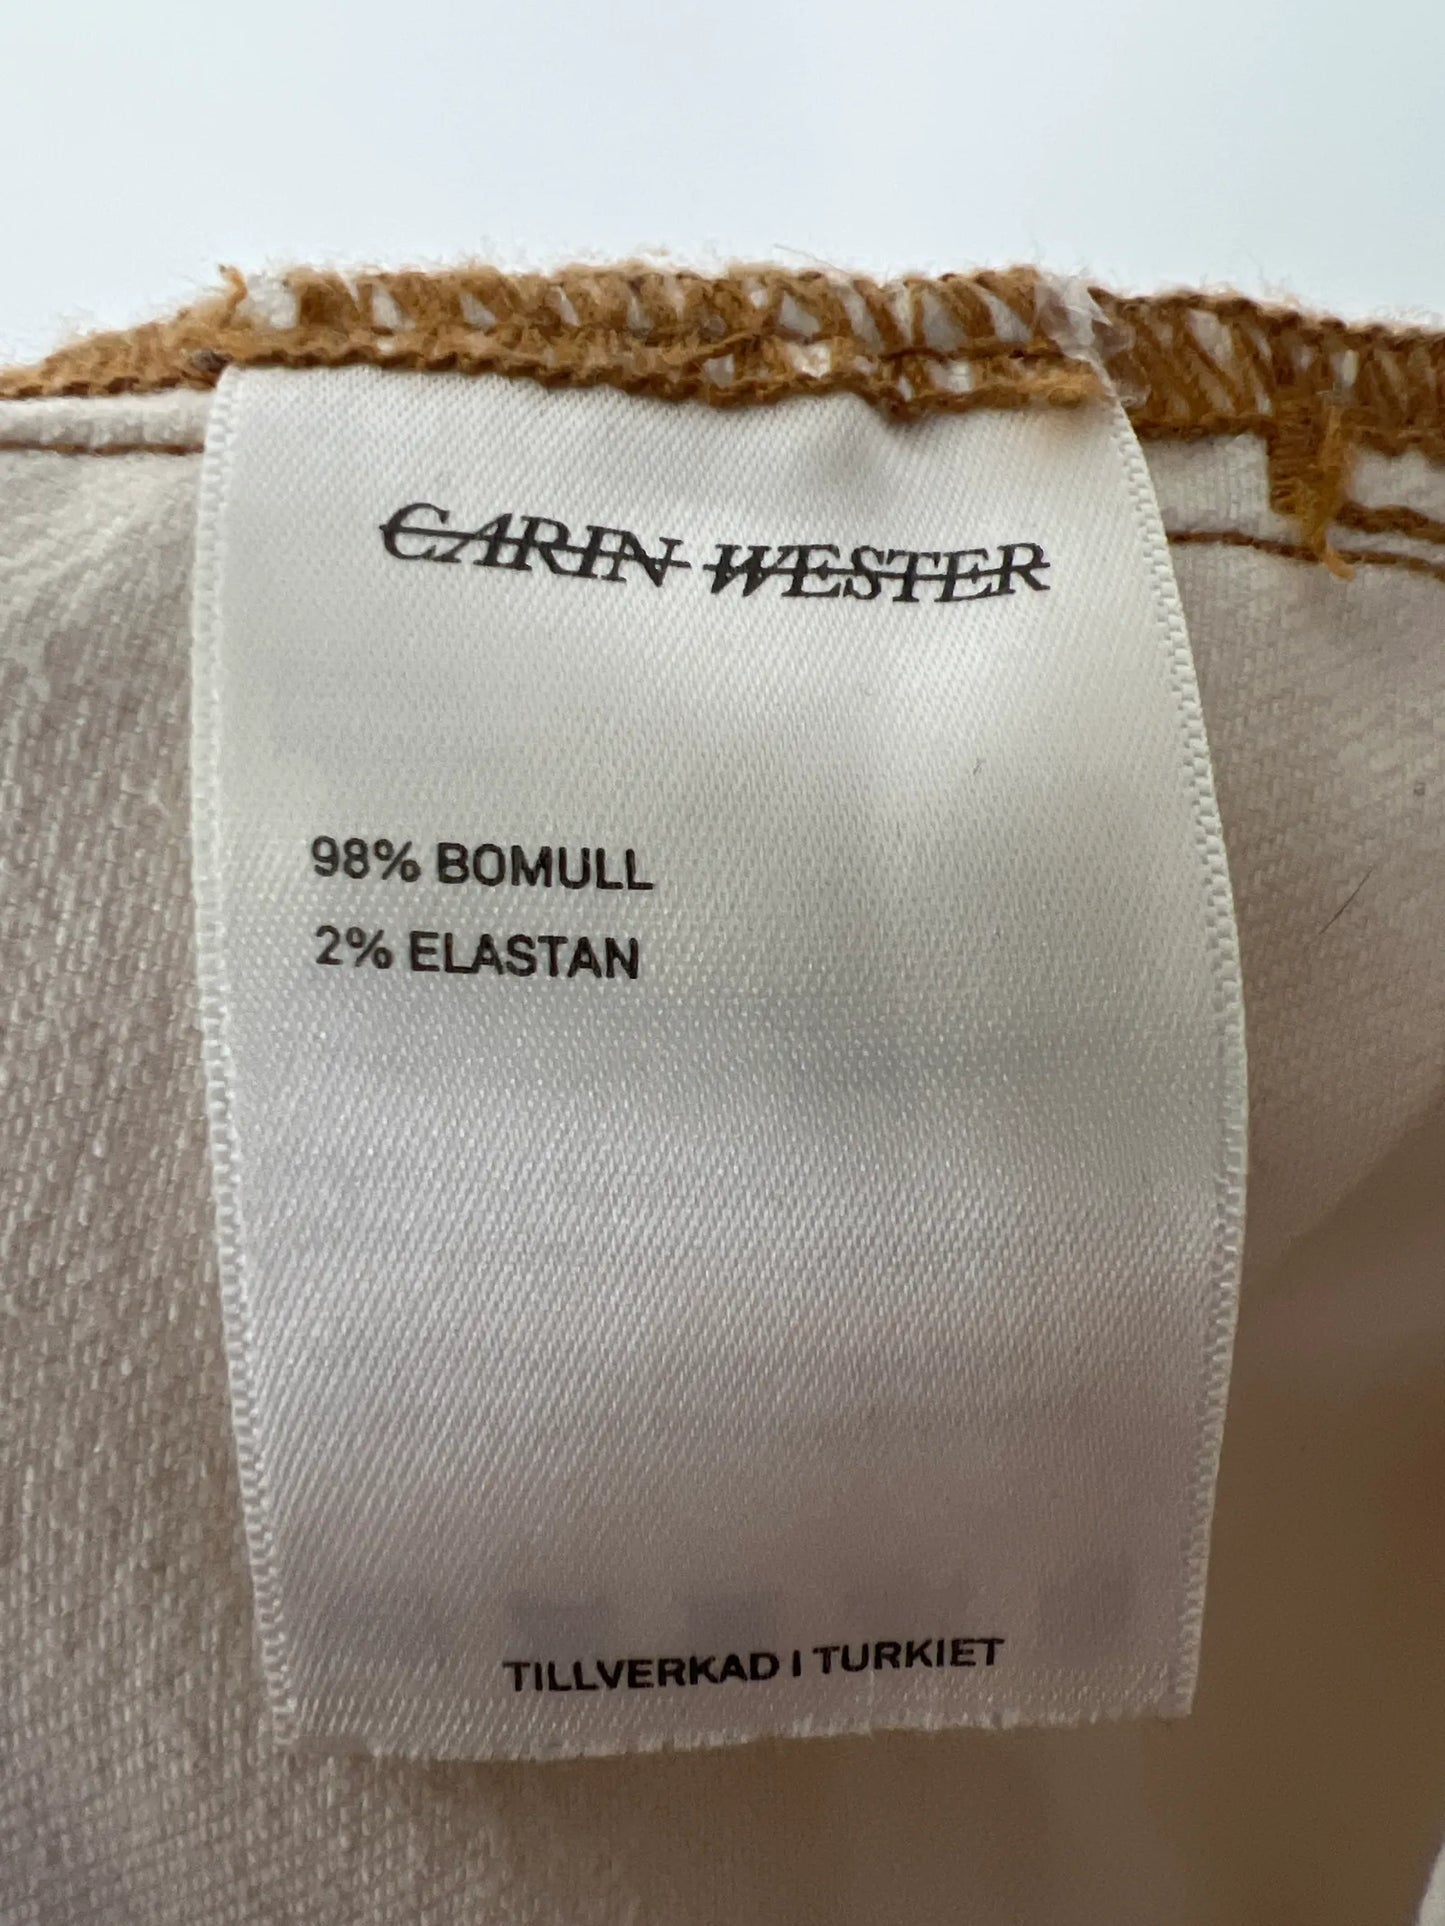 CARIN WESTER
98% BOMULL
2% ELASTAN
TILLVERKAD I TURKIET